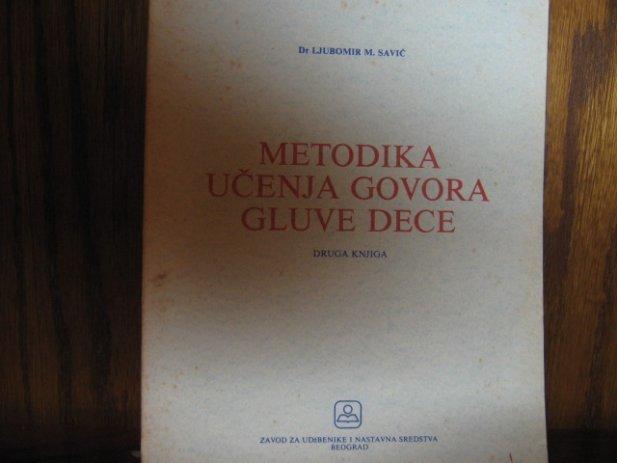 Dr LJUBOMIR M. SAVIĆ
METODIKA
UČENJA GOVORA
GLUVE DECE
DRUGA KNJIGA
ZAVOD ZA UDžBENIKE I NASTAVNA SREDSTVA
BEOGRAD